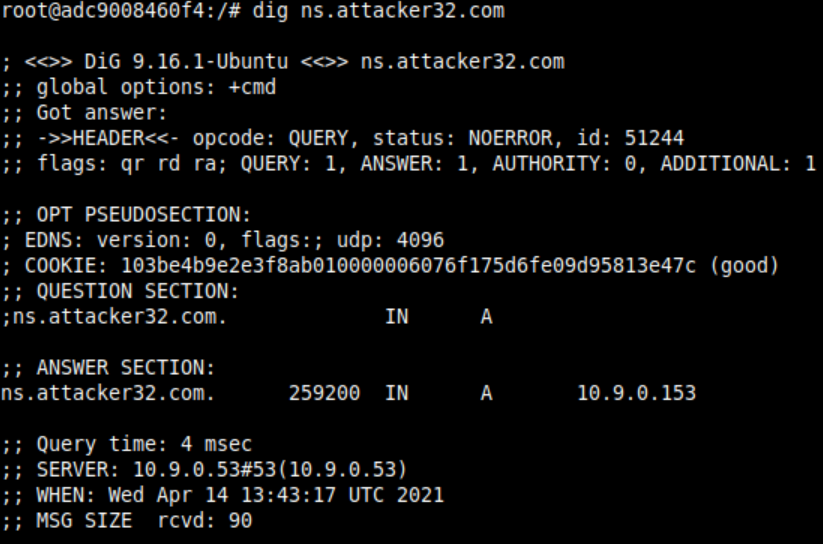 root@adc9008460f4:/# dig ns.attacker32.com
; <<>> DiG 9.16.1-Ubuntu <<>> ns.attacker32.com
;; global options: +cmd
;; Got answer:
;; ->>HEADER<<- opcode: QUERY, status: NOERROR, id: 51244
;; flags: qr rd ra; QUERY: 1, ANSWER: 1, AUTHORITY: 0, ADDITIONAL: 1
;; OPT PSEUDOSECTION:
; EDNS: version: 0, flags:; udp: 4096
; COOKIE: 103be4b9e2e3f8ab010000006076f175d6fe09d95813e47c (good)
;; QUESTION SECTION:
;ns.attacker32.com. IN A
;; ANSWER SECTION:
ns.attacker32.com. 259200 IN A 10.9.0.153
;; Query time: 4 msec
;; SERVER: 10.9.0.53#53(10.9.0.53)
;; WHEN: Wed Apr 14 13:43:17 UTC 2021
;; MSG SIZE rcvd: 90